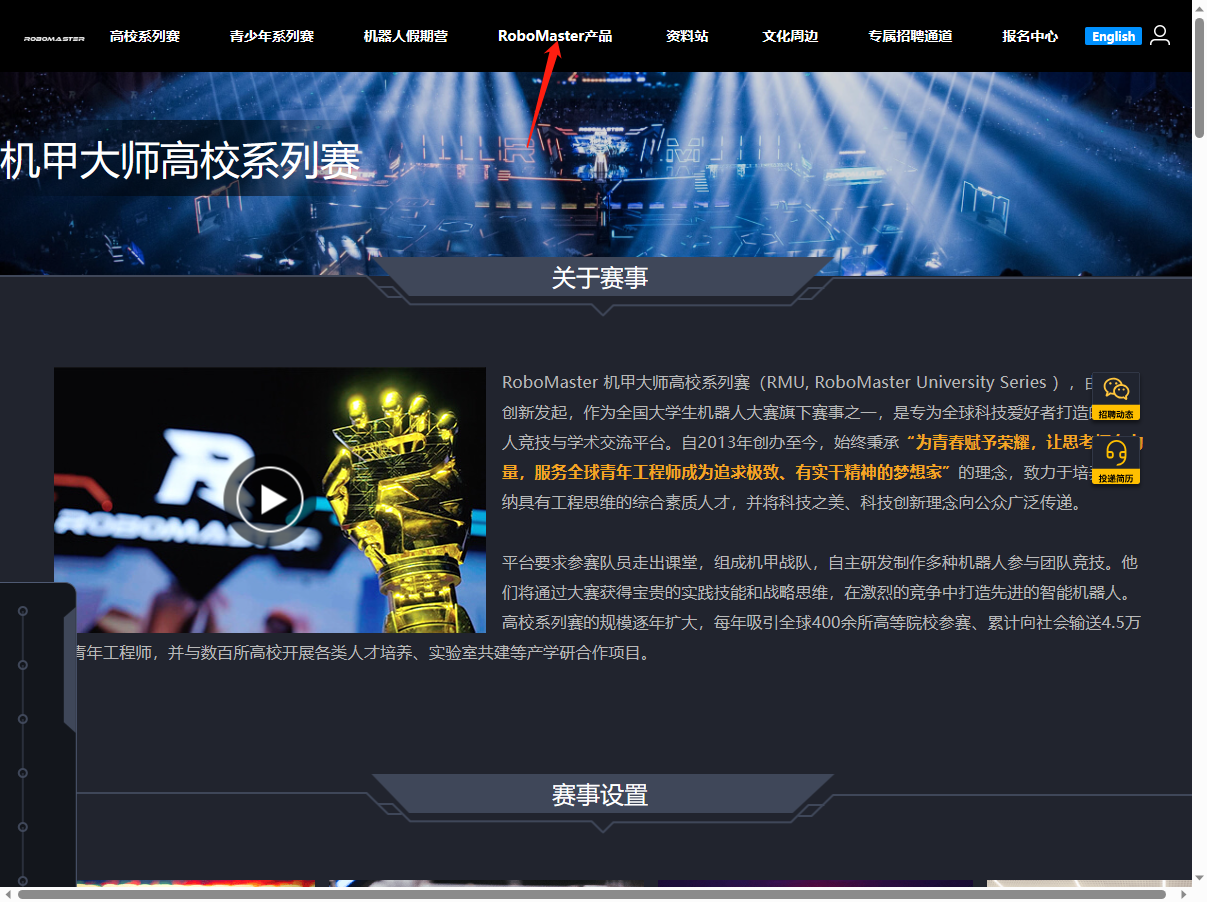 ROBOMASTER 高校系列赛 青少年系列赛 机器人假期营 RoboMaster产品 资料站 文化周边 专属招聘通道 报名中心 English
ROBOMASTER
机甲大师高校系列赛
关于赛事
RoboMaster 机甲大师高校系列赛（RMU, RoboMaster University Series ），
创新发起，作为全国大学生机器人大赛旗下赛事之一，是专为全球科技爱好者打造
人竞技与学术交流平台。自2013年创办至今，始终秉承“为青春赋予荣耀，让思考
量，服务全球青年工程师成为追求极致、有实干精神的梦想家”的理念，致力于培
纳具有工程思维的综合素质人才，并将科技之美、科技创新理念向公众广泛传递。
招聘动态
投递简历
R
ROBOMASTER
平台要求参赛队员走出课堂，组成机甲战队，自主研发制作多种机器人参与团队竞技。他
们将通过大赛获得宝贵的实践技能和战略思维，在激烈的竞争中打造先进的智能机器人。
高校系列赛的规模逐年扩大，每年吸引全球400余所高等院校参赛、累计向社会输送4.5万
青年工程师，并与数百所高校开展各类人才培养、实验室共建等产学研合作项目。
赛事设置